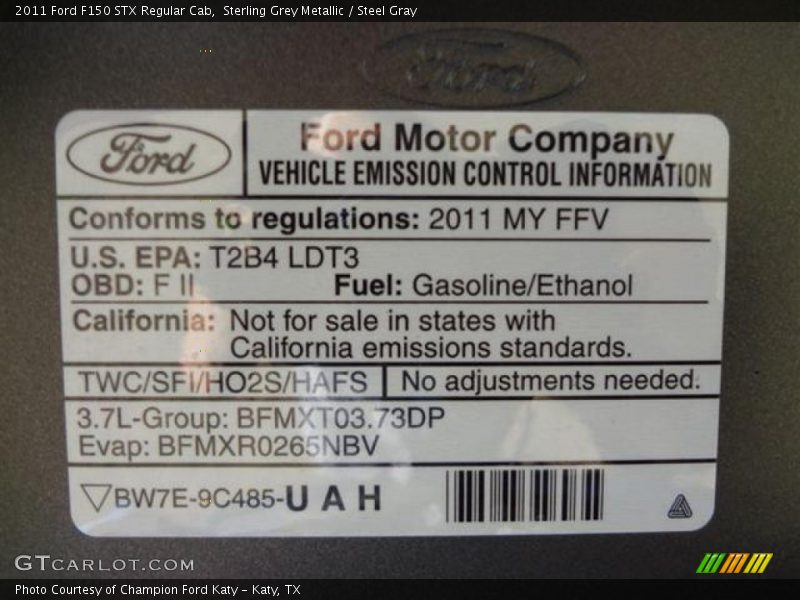 2011 Ford F150 STX Regular Cab,  Sterling Grey Metallic / Steel Gray
Ford
Ford
Ford Motor Company
VEHICLE EMISSION CONTROL INFORMATION
Conforms to regulations: 2011 MY FFV
U.S. EPA: T2B4 LDT3
OBD: F II Fuel: Gasoline/Ethanol
California: Not for sale in states with
California emissions standards.
TWC/SFI/HO2S/HAFS No adjustments needed.
3.7L-Group: BFMXT03.73DP
Evap: BFMXR0265NBV
BW7E-9C485-U A H
GTCARLOT.COM
Photo Courtesy of Champion Ford Katy - Katy, TX